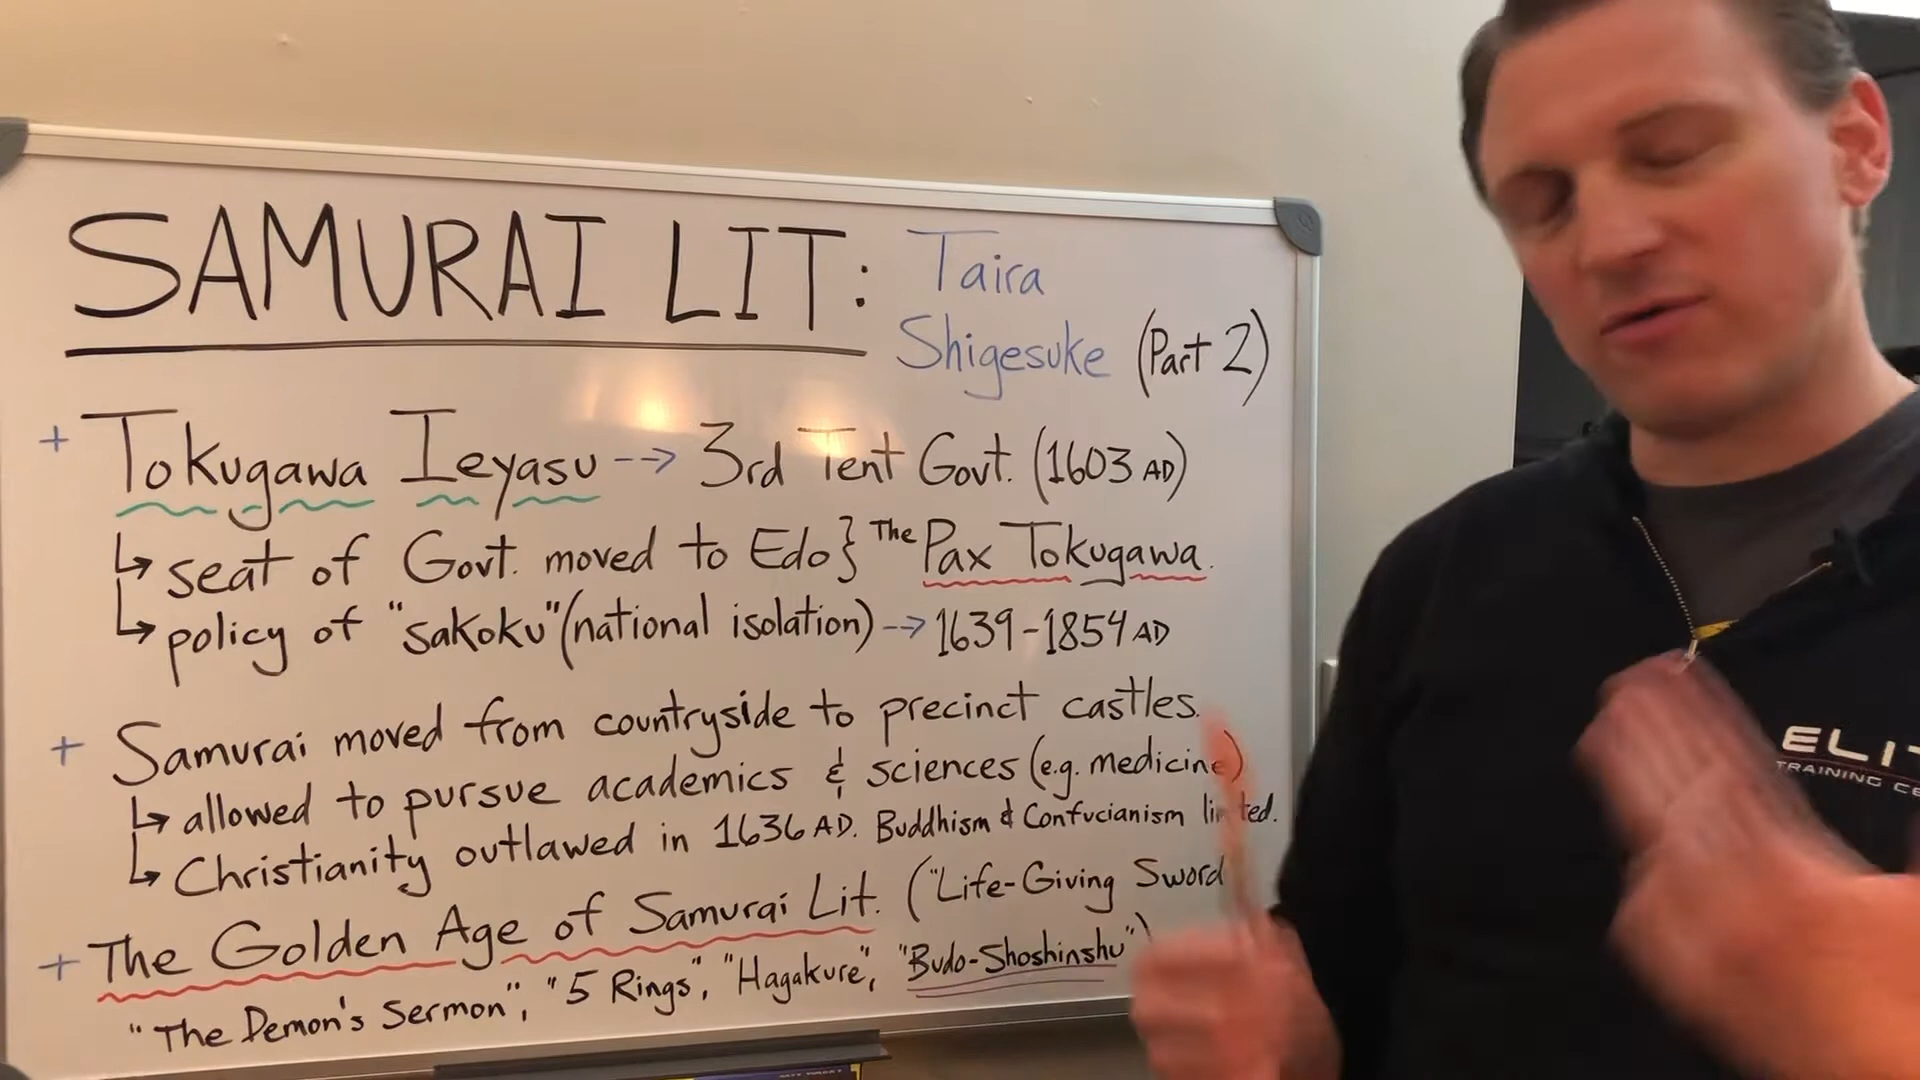 SAMURAI LIT: Taira
Shigesuke (Part 2)
+ Tokugawa Ieyasu --> 3rd Tent Govt. (1603 AD)
↳ seat of Govt. moved to Edo} The Pax Tokugawa.
↳ policy of "sakoku" (national isolation) --> 1639-1854 AD
+ Samurai moved from countryside to precinct castles.
↳ allowed to pursue academics & sciences (e.g. medicine)
↳ Christianity outlawed in 1636 AD. Buddhism & Confucianism limited.
+ The Golden Age of Samurai Lit. ("Life-Giving Sword
"The Demon's Sermon", "5 Rings", "Hagakure", "Budo-Shoshinshu")
ELI
TRAINING CE